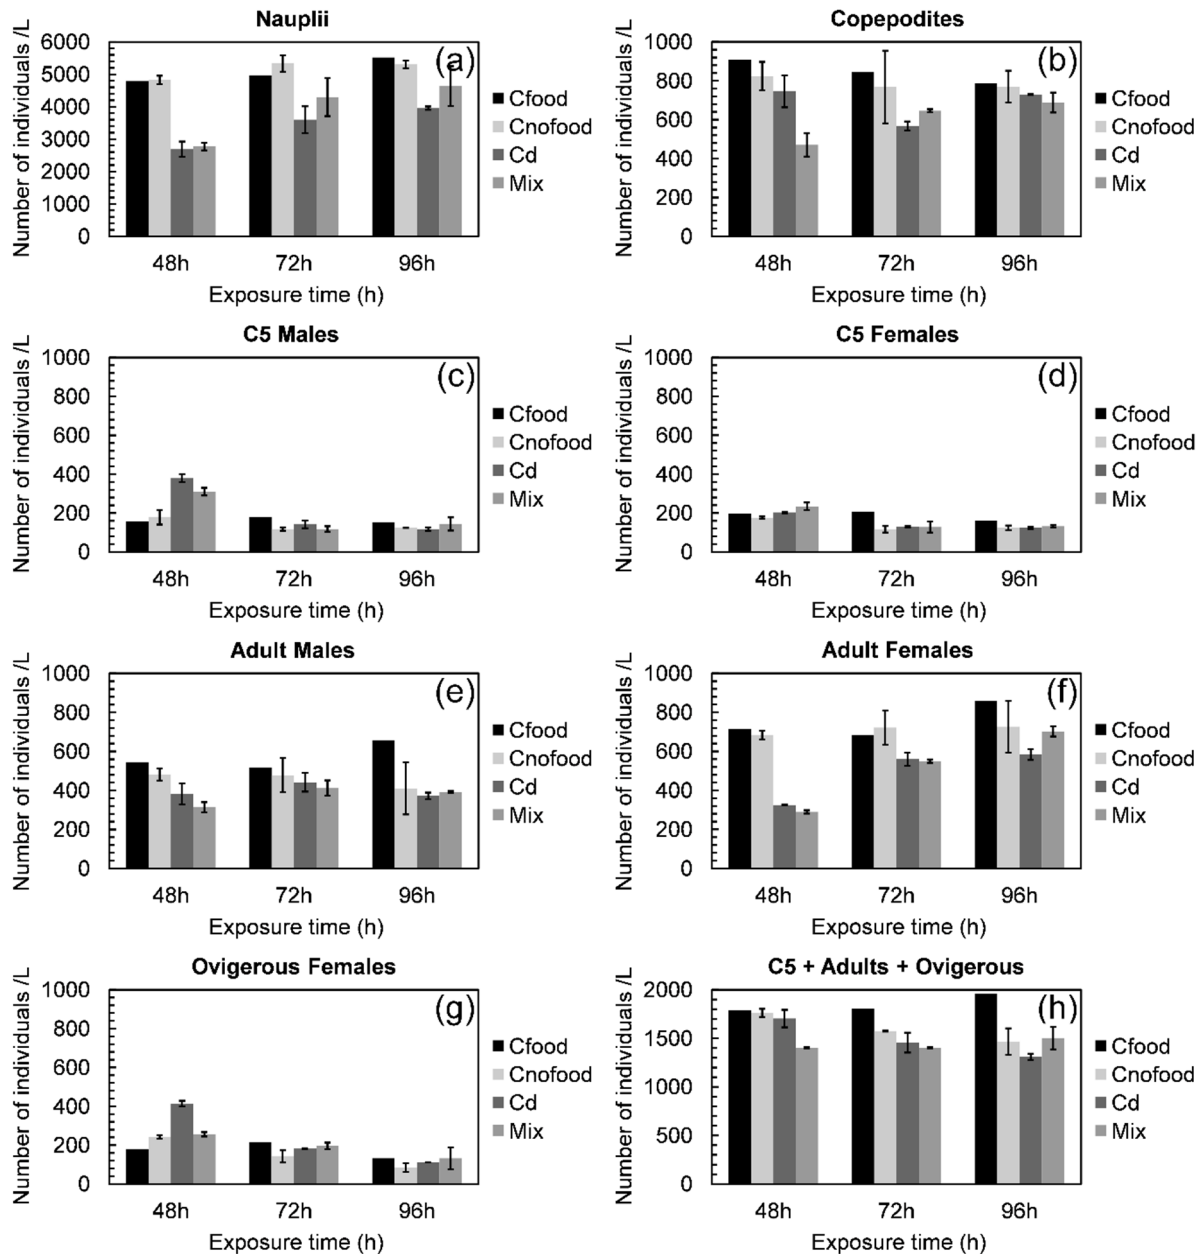 Nauplii
Number of individuals /L
6000
5000
4000
3000
2000
1000
0
(a)
Cfood
Cnofood
Cd
Mix
48h 72h 96h
Exposure time (h)
Copepodites
Number of individuals /L
1000
800
600
400
200
0
(b)
Cfood
Cnofood
Cd
Mix
48h 72h 96h
Exposure time (h)
C5 Males
Number of individuals /L
1000
800
600
400
200
0
(c)
Cfood
Cnofood
Cd
Mix
48h 72h 96h
Exposure time (h)
C5 Females
Number of individuals /L
1000
800
600
400
200
0
(d)
Cfood
Cnofood
Cd
Mix
48h 72h 96h
Exposure time (h)
Adult Males
Number of individuals /L
1000
800
600
400
200
0
(e)
Cfood
Cnofood
Cd
Mix
48h 72h 96h
Exposure time (h)
Adult Females
Number of individuals /L
1000
800
600
400
200
0
(f)
Cfood
Cnofood
Cd
Mix
48h 72h 96h
Exposure time (h)
Ovigerous Females
Number of individuals /L
1000
800
600
400
200
0
(g)
Cfood
Cnofood
Cd
Mix
48h 72h 96h
Exposure time (h)
C5 + Adults + Ovigerous
Number of individuals /L
2000
1500
1000
500
0
(h)
Cfood
Cnofood
Cd
Mix
48h 72h 96h
Exposure time (h)